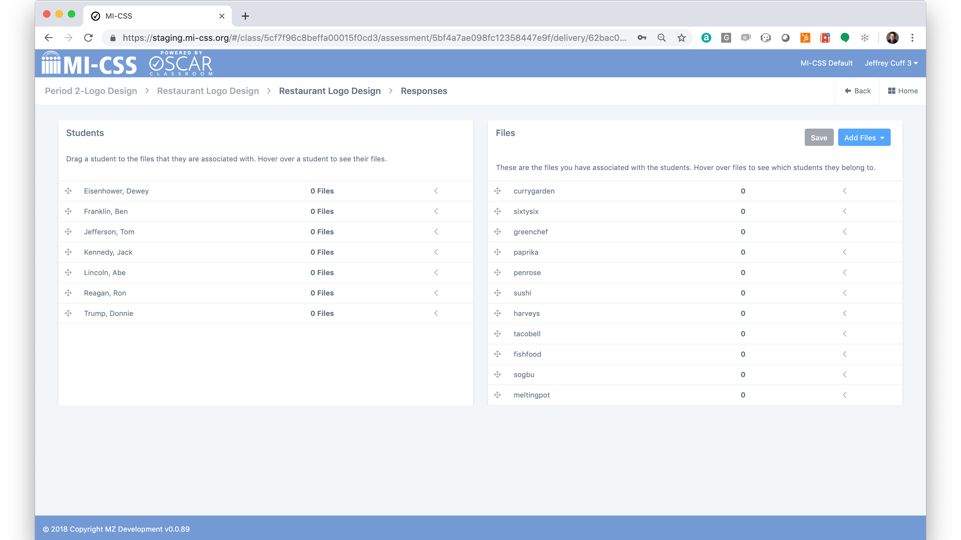 MI-CSS
https://staging.mi-css.org/#/class/5cf7f96c8beffa00015f0cd3/assessment/5bf4a7ae098fc12358447e9f/delivery/62bac0...
MI-CSS
POWERED BY
OSCAR
CLASSROOM
MI-CSS Default
Jeffrey Cuff 3
Period 2-Logo Design > Restaurant Logo Design > Restaurant Logo Design > Responses
Back
Home
Students
Drag a student to the files that they are associated with. Hover over a student to see their files.
Eisenhower, Dewey 0 Files
Franklin, Ben 0 Files
Jefferson, Tom 0 Files
Kennedy, Jack 0 Files
Lincoln, Abe 0 Files
Reagan, Ron 0 Files
Trump, Donnie 0 Files
Files
Save
Add Files
These are the files you have associated with the students. Hover over files to see which students they belong to.
currygarden 0
sixtysix 0
greenchef 0
paprika 0
penrose 0
sushi 0
harveys 0
tacobell 0
fishfood 0
sogbu 0
meltingpot 0
© 2018 Copyright MZ Development v0.0.89